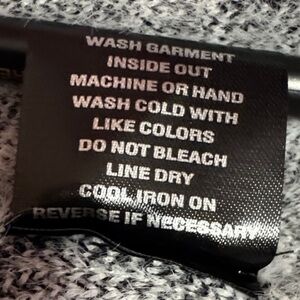 WASH GARMENT
INSIDE OUT
MACHINE OR HAND
WASH COLD WITH
LIKE COLORS
DO NOT BLEACH
LINE DRY
COOL IRON ON
REVERSE IF NECESSARY